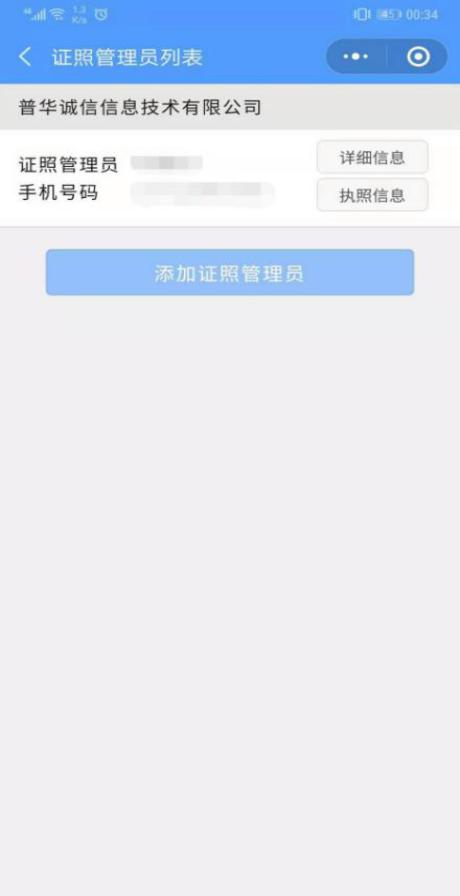 4G 1.3 K/s 45 00:34
证照管理员列表
普华诚信信息技术有限公司
证照管理员
详细信息
手机号码
执照信息
添加证照管理员